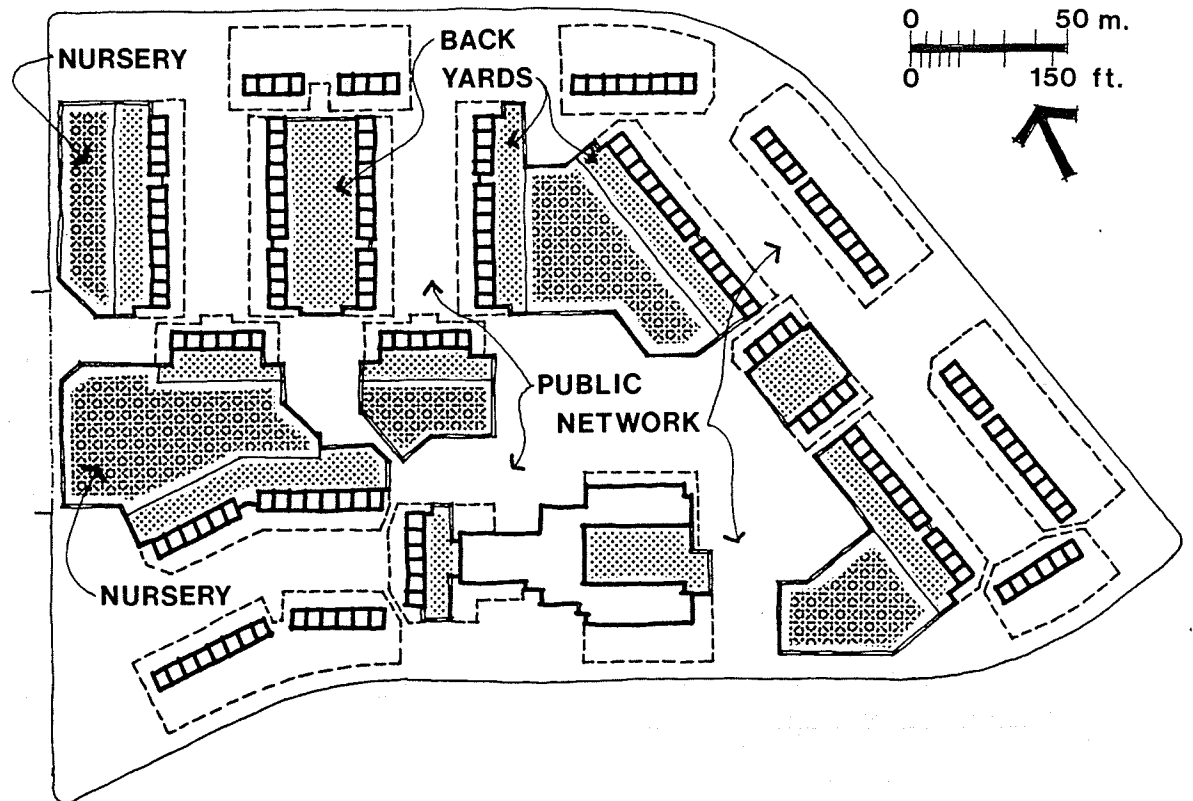 NURSERY
BACK
YARDS
0 50 m.
0 150 ft.
PUBLIC
NETWORK
NURSERY